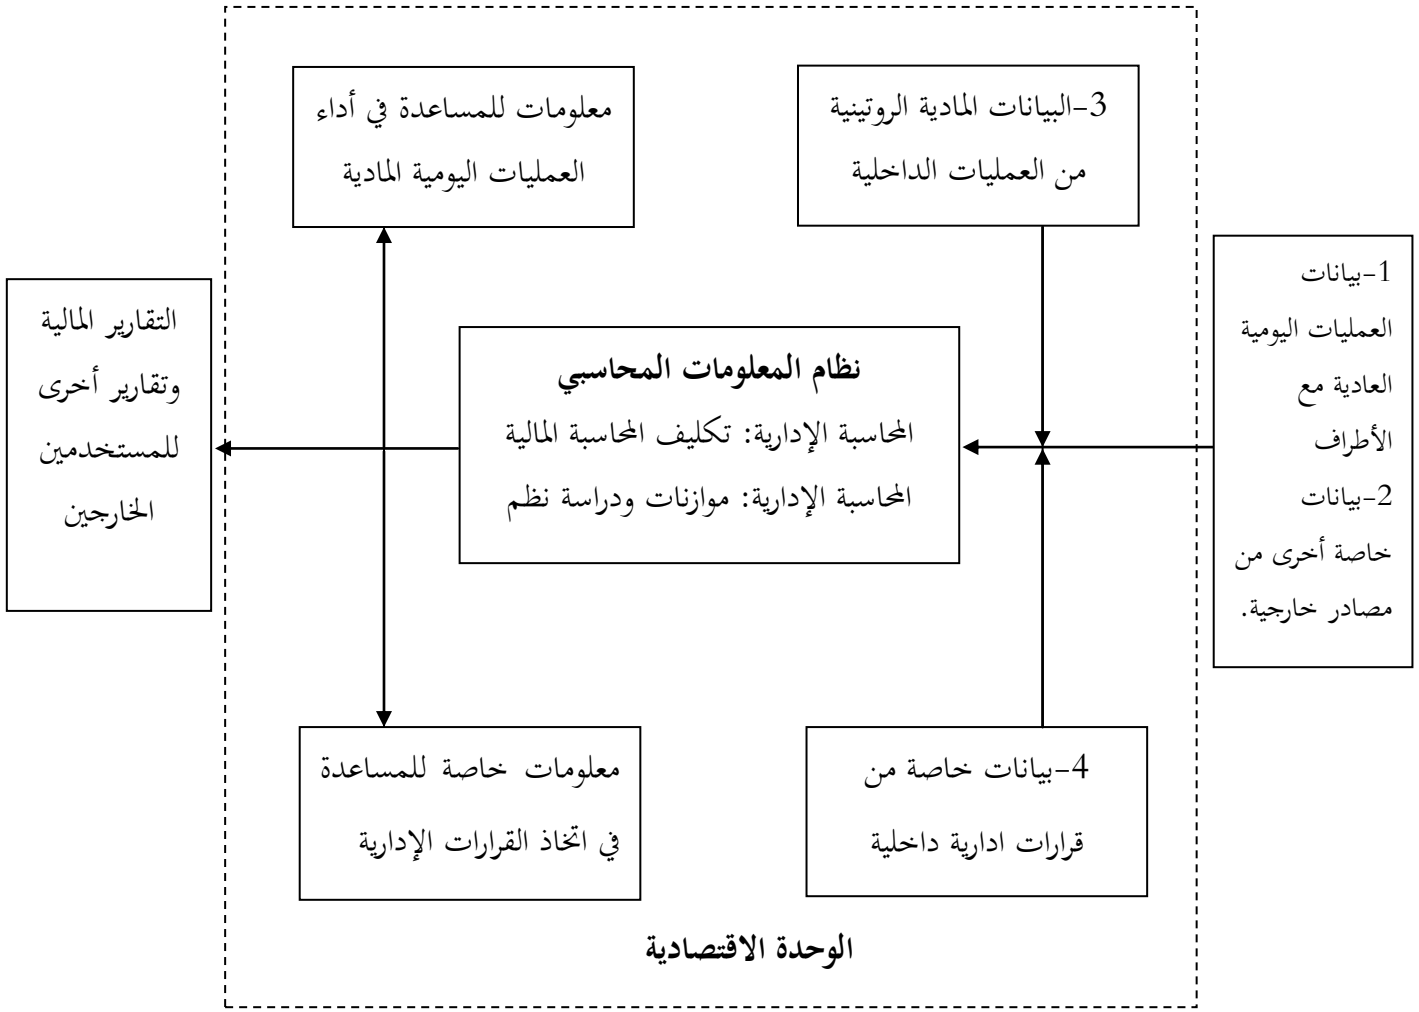 3-البيانات المادية الروتينية
من العمليات الداخلية
معلومات للمساعدة في أداء
العمليات اليومية المادية
1-بيانات
العمليات اليومية
العادية مع
الأطراف
2-بيانات
خاصة أخرى من
مصادر خارجية.
نظام المعلومات المحاسبي
المحاسبة الإدارية: تكليف المحاسبة المالية
المحاسبة الإدارية: موازنات ودراسة نظم
التقارير المالية
وتقارير أخرى
للمستخدمين
الخارجين
4-بيانات خاصة من
قرارات ادارية داخلية
معلومات خاصة للمساعدة
في اتخاذ القرارات الإدارية
الوحدة الاقتصادية